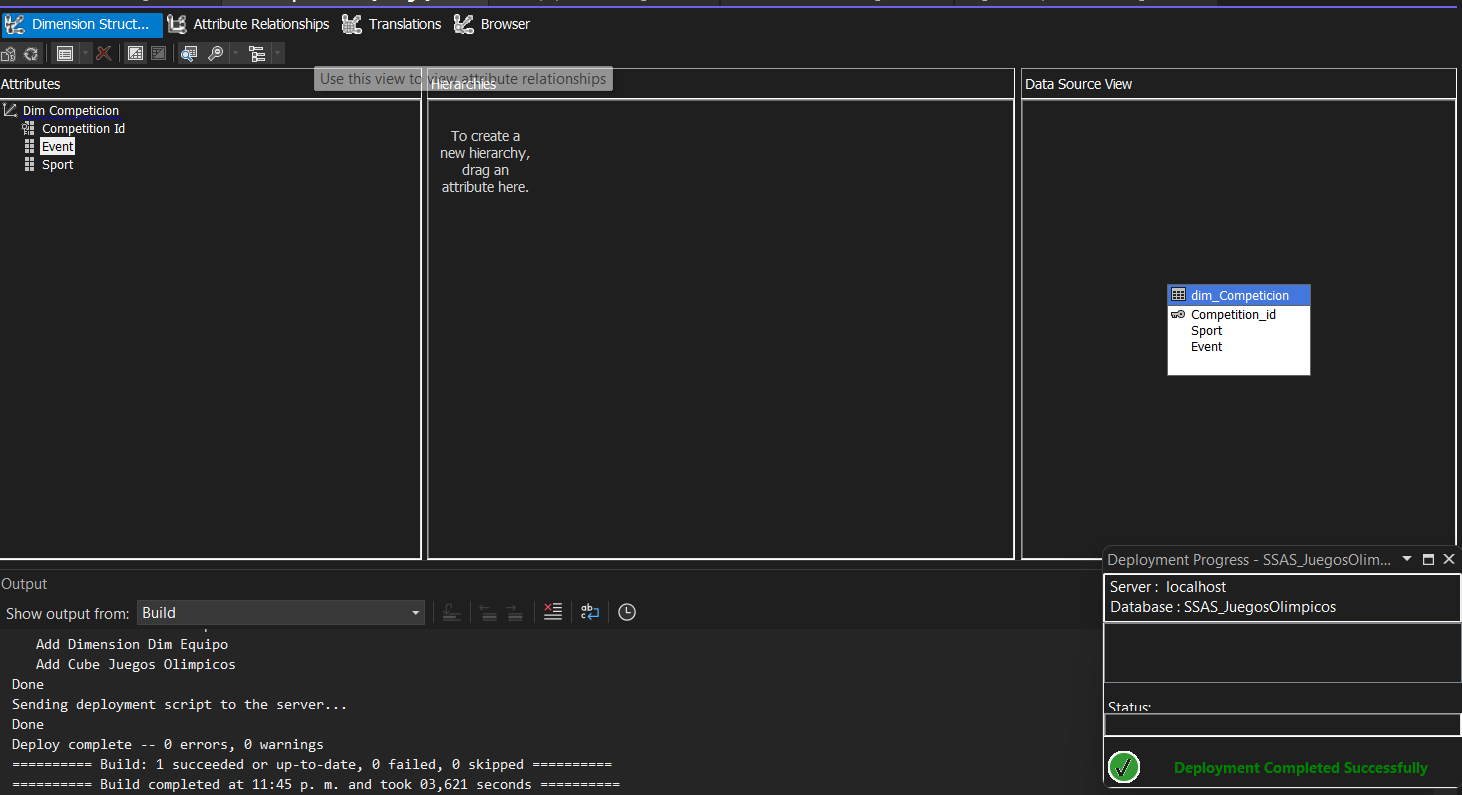 Dimension Struct...
Attribute Relationships
Translations
Browser
Use this view to view attribute relationships
Attributes
Hierarchies
Data Source View
Dim Competicion
Competition Id
Event
Sport
To create a
new hierarchy,
drag an
attribute here.
dim_Competicion
Competition_id
Sport
Event
Output
Show output from:
Build
Add Dimension Dim Equipo
Add Cube Juegos Olimpicos
Done
Sending deployment script to the server...
Done
Deploy complete -- 0 errors, 0 warnings
========== Build: 1 succeeded or up-to-date, 0 failed, 0 skipped ==========
========== Build completed at 11:45 p. m. and took 03,621 seconds ==========
Deployment Progress - SSAS_JuegosOlim...
Server : localhost
Database : SSAS_JuegosOlimpicos
Status:
Deployment Completed Successfully